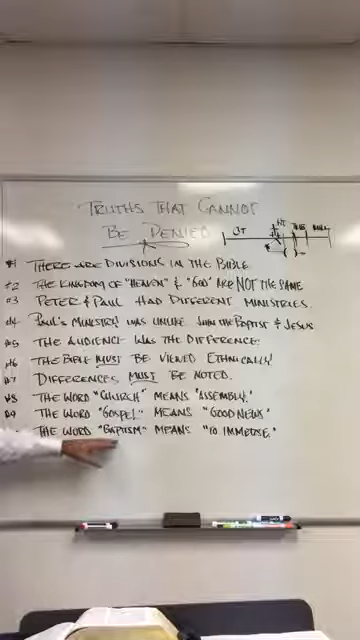 TRUTHS THAT CANNOT
BE DENIED
OT NT
#1 THERE ARE DIVISIONS IN THE BIBLE
#2 THE KINGDOM OF "HEAVEN" & "GOD" ARE NOT THE SAME
#3 PETER & PAUL HAD DIFFERENT MINISTRIES.
#4 PAUL'S MINISTRY WAS UNLIKE JOHN THE BAPTIST & JESUS
#5 THE AUDIENCE WAS THE DIFFERENCE
#6 THE BIBLE MUST BE VIEWED ETHNICALLY!
#7 DIFFERENCES MUST BE NOTED.
#8 THE WORD "CHURCH" MEANS "ASSEMBLY."
#9 THE WORD "GOSPEL" MEANS "GOOD NEWS"
THE WORD "BAPTISM" MEANS "TO IMMERSE."